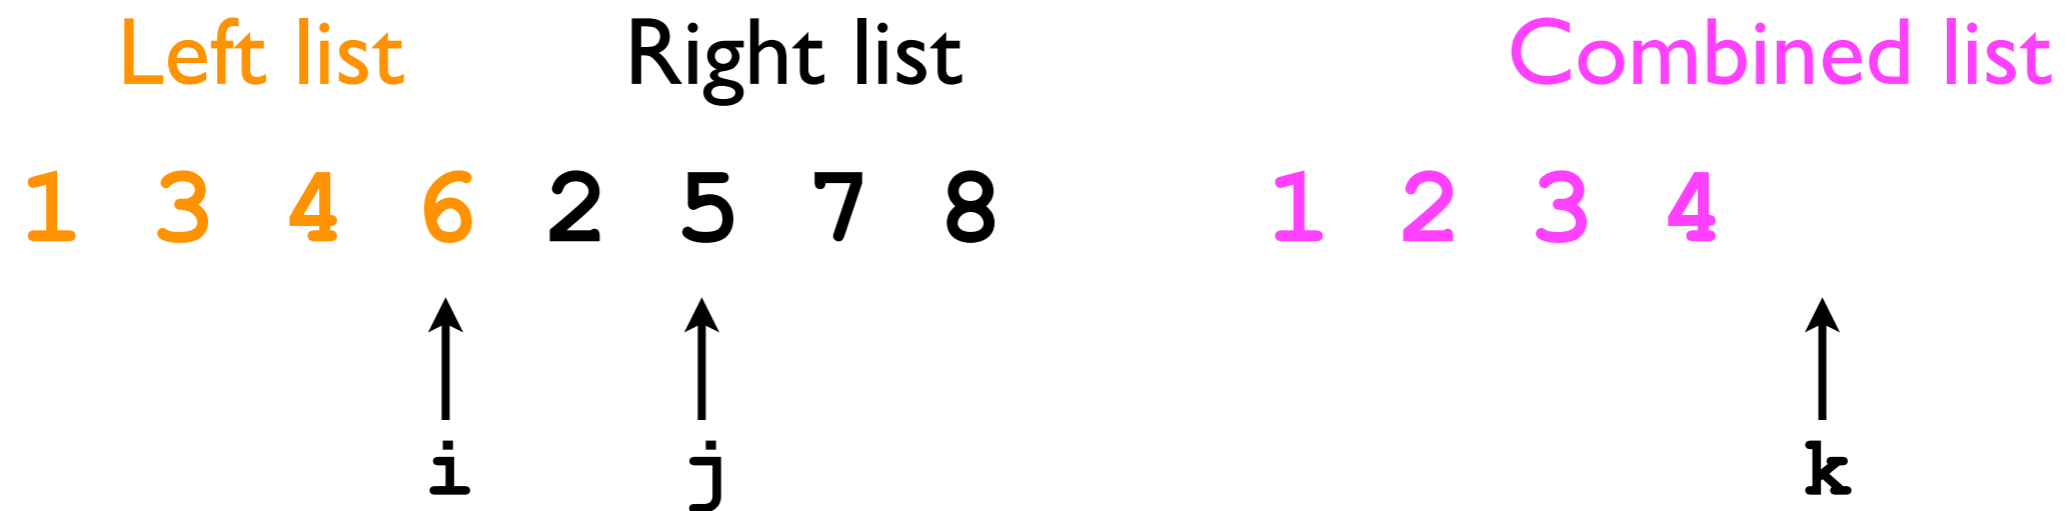 Left list Right list Combined list
1 3 4 6 2 5 7 8 1 2 3 4
i j k